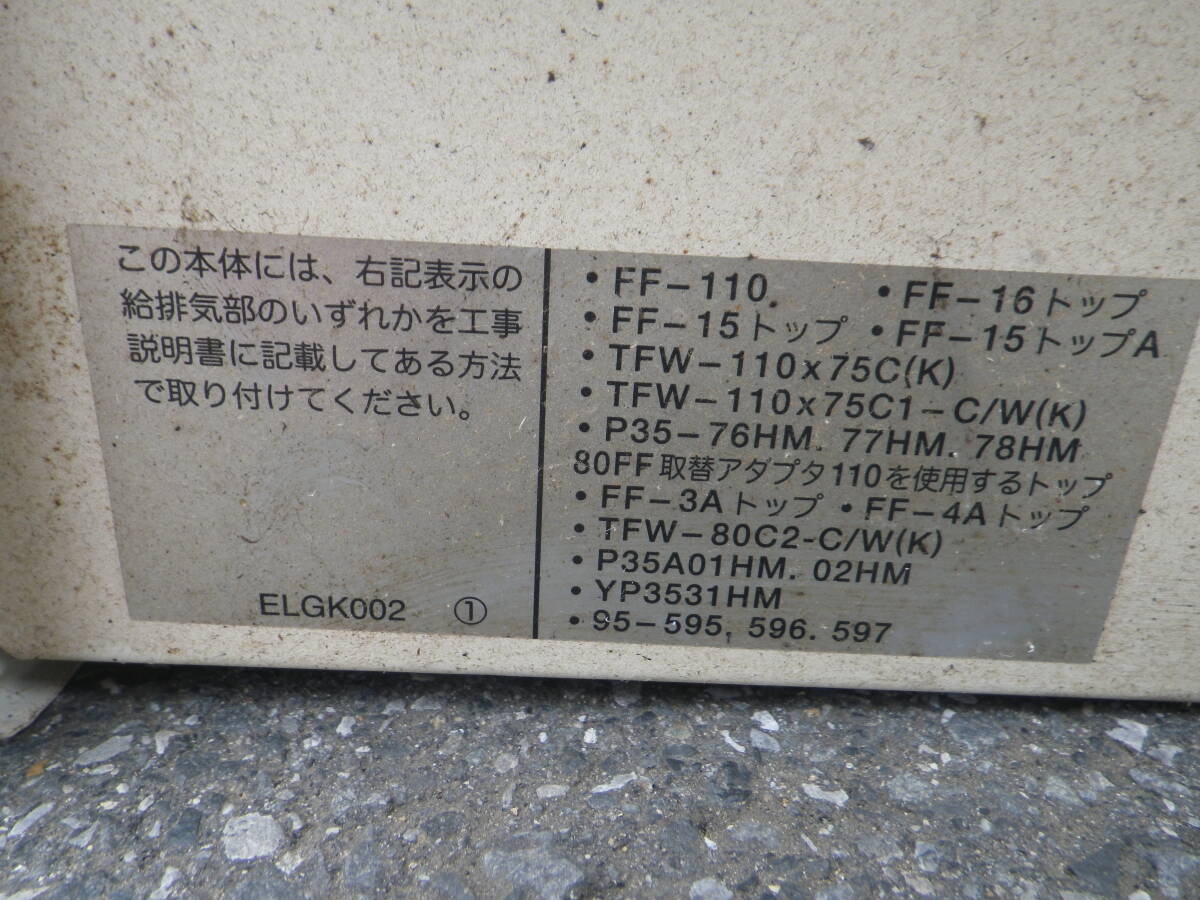 この本体には、右記表示の
給排気部のいずれかを工事
説明書に記載してある方法
で取り付けてください。
ELGK002 ①
・FF−110. ・FF−16トップ
・FF−15トップ ・FF−15トップA
・TFW−110x75C(K)
・TFW−110x75C1−C/W(K)
・P35−76HM. 77HM. 78HM
80FF取替アダプタ110を使用するトップ
・FF−3Aトップ ・FF−4Aトップ
・TFW−80C2-C/W(K)
・P35A01HM. 02HM
・YP3531HM
・95−595, 596. 597